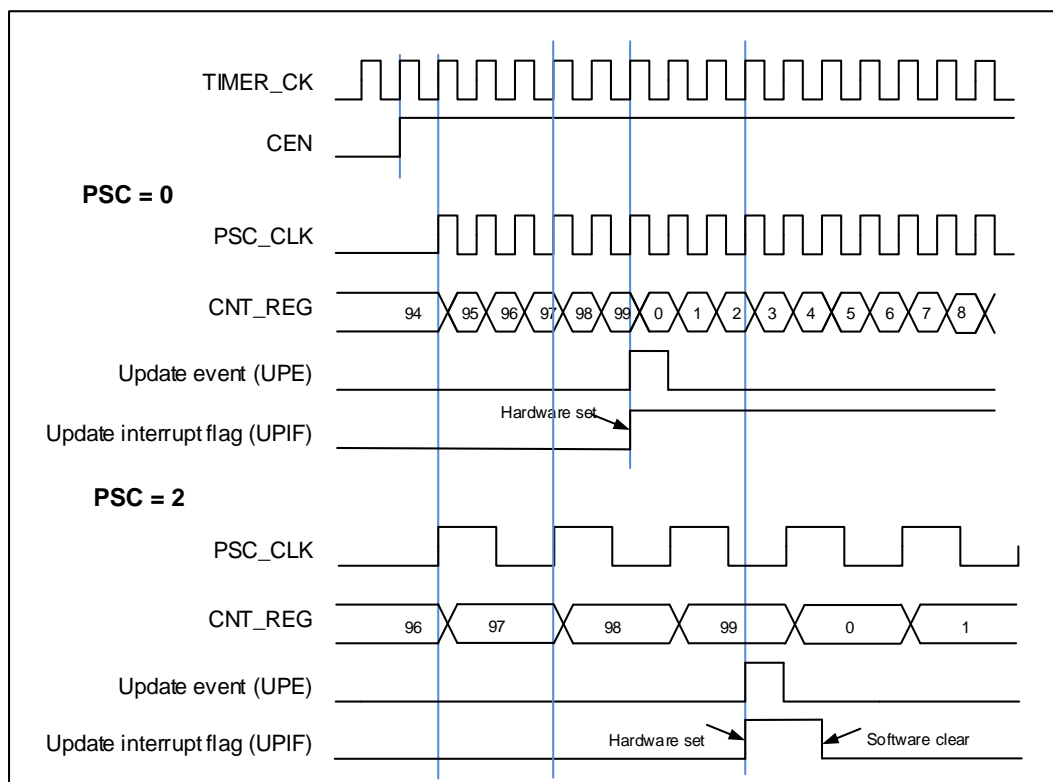 TIMER_CK
CEN
PSC = 0
PSC_CLK
CNT_REG 94 95 96 97 98 99 0 1 2 3 4 5 6 7 8
Update event (UPE)
Hardware set
Update interrupt flag (UPIF)
PSC = 2
PSC_CLK
CNT_REG 96 97 98 99 0 1
Update event (UPE)
Update interrupt flag (UPIF) Hardware set Software clear